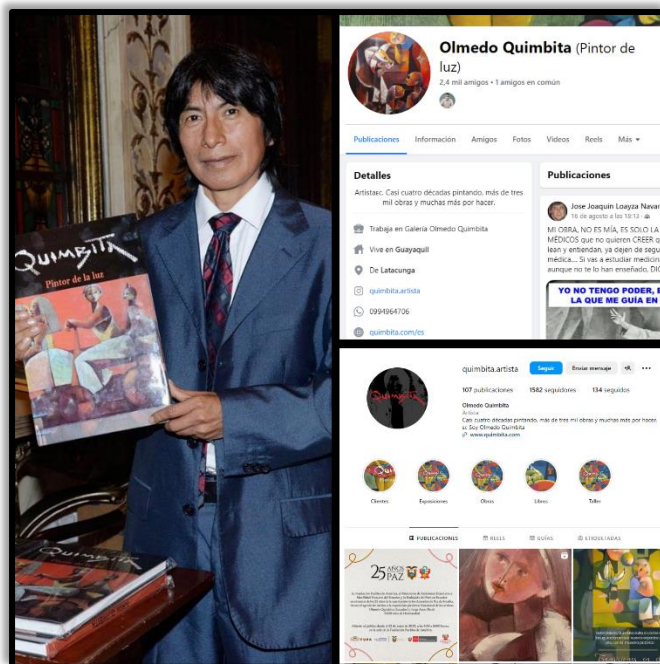 QUIMBITA
Pintor de la luz
QUIMBITA
Olmedo Quimbita (Pintor de
luz)
2,4 mil amigos • 1 amigos en común
Publicaciones Información Amigos Fotos Videos Reels Más
Detalles
Artistaec. Casi cuatro décadas pintando, más de tres
mil obras y muchas más por hacer.
Trabaja en Galería Olmedo Quimbita
Vive en Guayaquil
De Latacunga
quimbita.artista
0994964706
quimbita.com/es
Publicaciones
Jose Joaquin Loayza Navar
16 de agosto a las 18:13
MI OBRA, NO ES MÍA, ES SOLO LA
MÉDICOS que no quieren CREER q
lean y entiendan, ya dejen de segu
médica... Si vas a estudiar medicin
aunque no te lo han enseñado, DIO
YO NO TENGO PODER, E
LA QUE ME GUÍA EN
quimbita.artista Seguir Enviar mensaje
107 publicaciones 1582 seguidores 134 seguidos
Olmedo Quimbita
Artista
Casi cuatro décadas pintando, más de tres mil obras y muchas más por hacer.
Soy Olmedo Quimbita
www.quimbita.com
Clientes Exposiciones Obras Libros Taller
PUBLICACIONES REELS GUÍAS ETIQUETADAS
25 AÑOS
PAZ